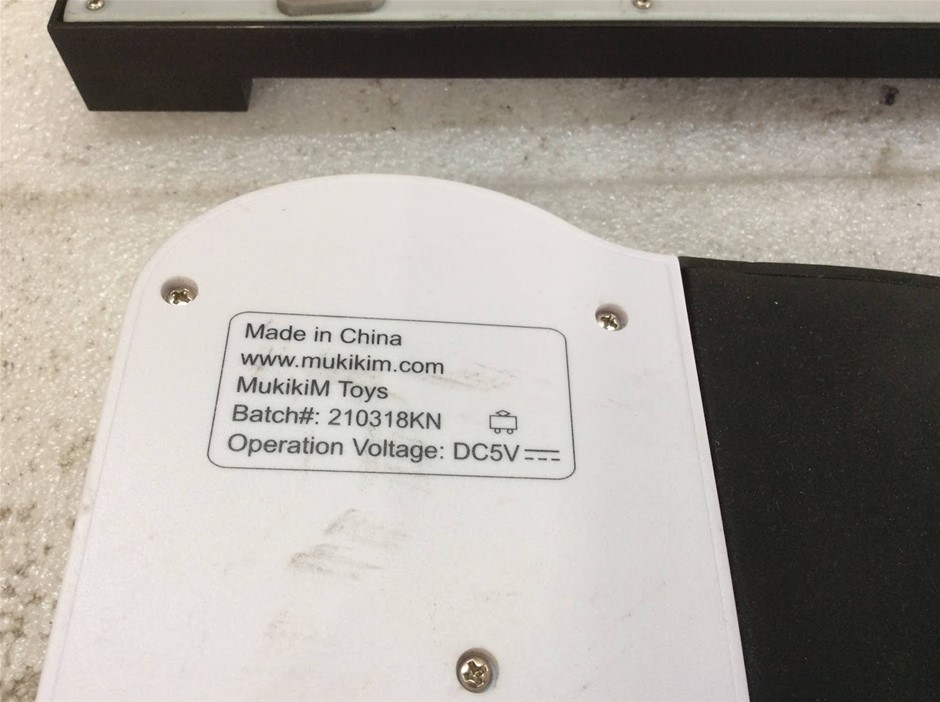 Made in China
www.mukikim.com
MukikiM Toys
Batch#: 210318KN
Operation Voltage: DC5V